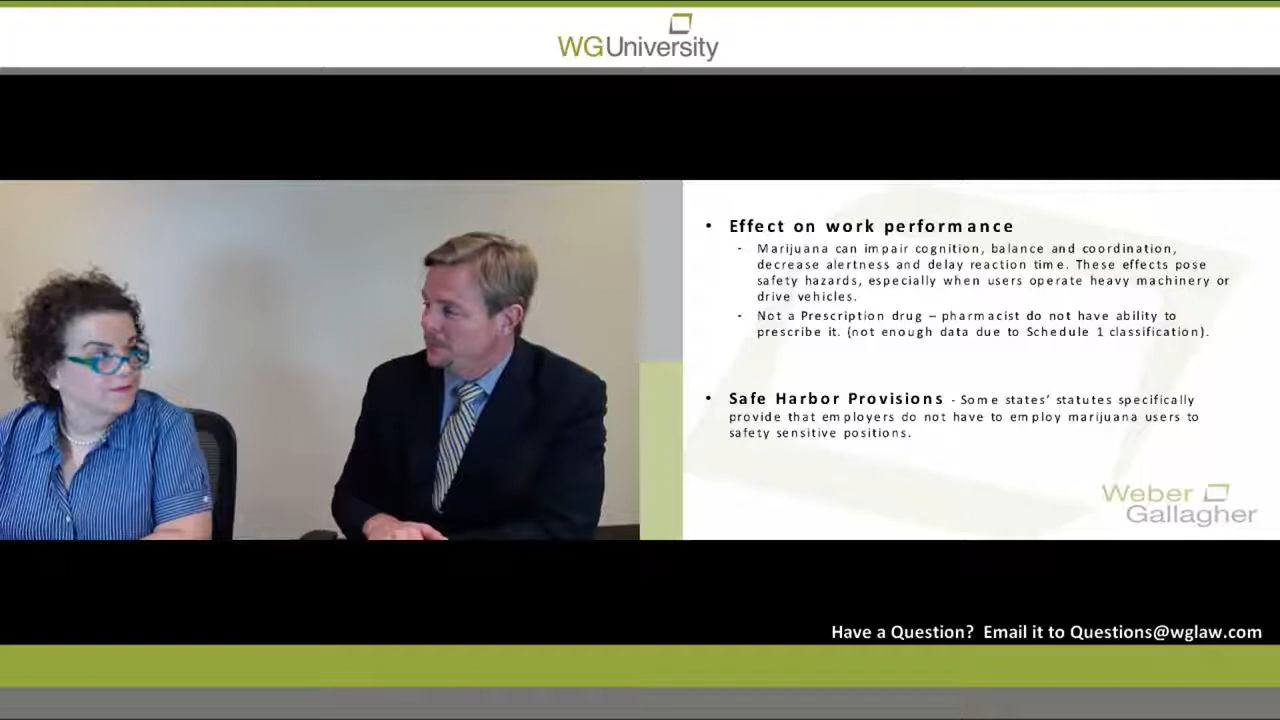 WGUniversity
• Effect on work performance
- Marijuana can impair cognition, balance and coordination,
decrease alertness and delay reaction time. These effects pose
safety hazards, especially when users operate heavy machinery or
drive vehicles.
- Not a Prescription drug – pharmacist do not have ability to
prescribe it. (not enough data due to Schedule 1 classification).
• Safe Harbor Provisions - Some states’ statutes specifically
provide that employers do not have to employ marijuana users to
safety sensitive positions.
Weber
Gallagher
Have a Question? Email it to Questions@wglaw.com